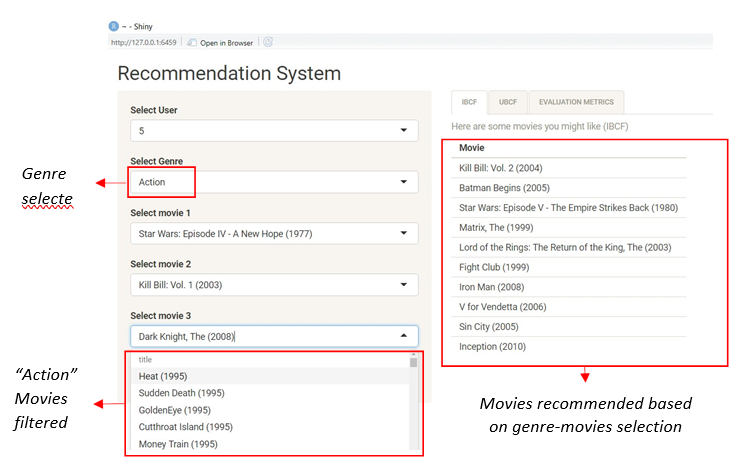 ~ - Shiny
http://127.0.0.1:6459 Open in Browser
Recommendation System
Select User
5
Select Genre
Action
Select movie 1
Star Wars: Episode IV - A New Hope (1977)
Select movie 2
Kill Bill: Vol. 1 (2003)
Select movie 3
Dark Knight, The (2008)
title
Heat (1995)
Sudden Death (1995)
GoldenEye (1995)
Cutthroat Island (1995)
Money Train (1995)
IBCF UBCF EVALUATION METRICS
Here are some movies you might like (IBCF)
Movie
Kill Bill: Vol. 2 (2004)
Batman Begins (2005)
Star Wars: Episode V - The Empire Strikes Back (1980)
Matrix, The (1999)
Lord of the Rings: The Return of the King, The (2003)
Fight Club (1999)
Iron Man (2008)
V for Vendetta (2006)
Sin City (2005)
Inception (2010)
Genre
selecte
“Action”
Movies
filtered
Movies recommended based
on genre-movies selection